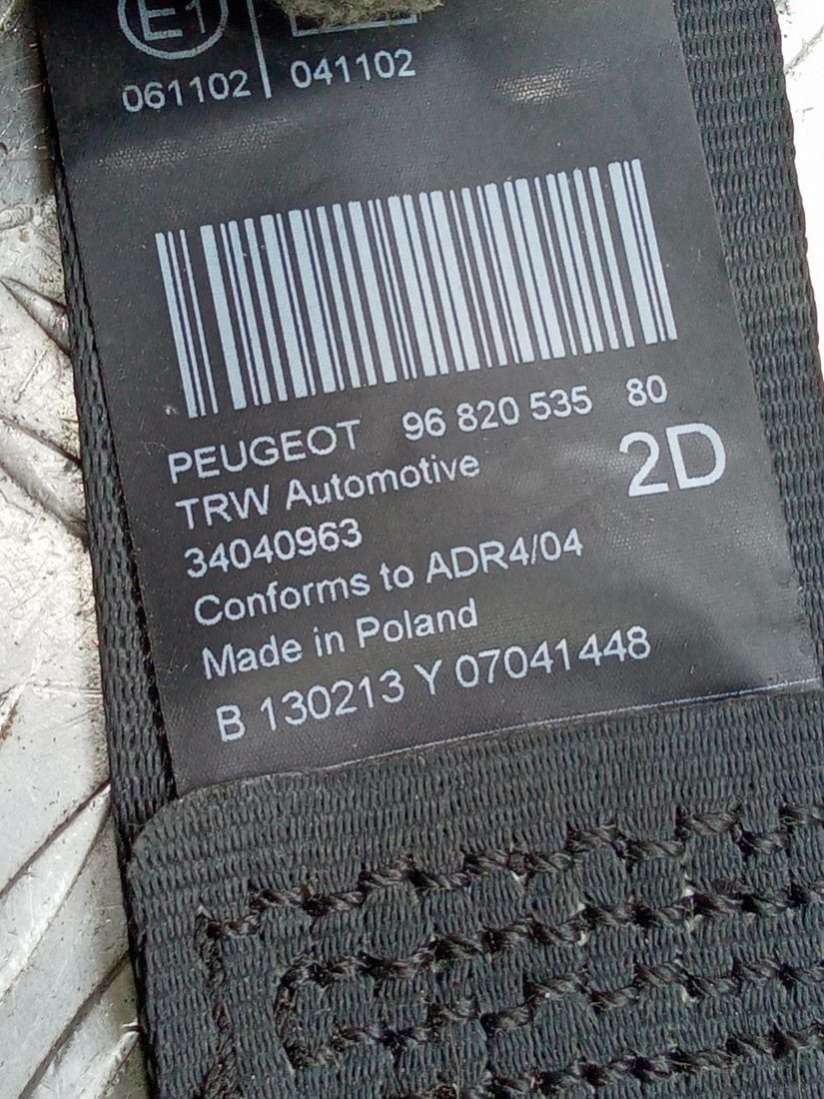 E1
061102 041102
PEUGEOT 96 820 535 80
TRW Automotive 2D
34040963
Conforms to ADR4/04
Made in Poland
B 130213 Y 07041448